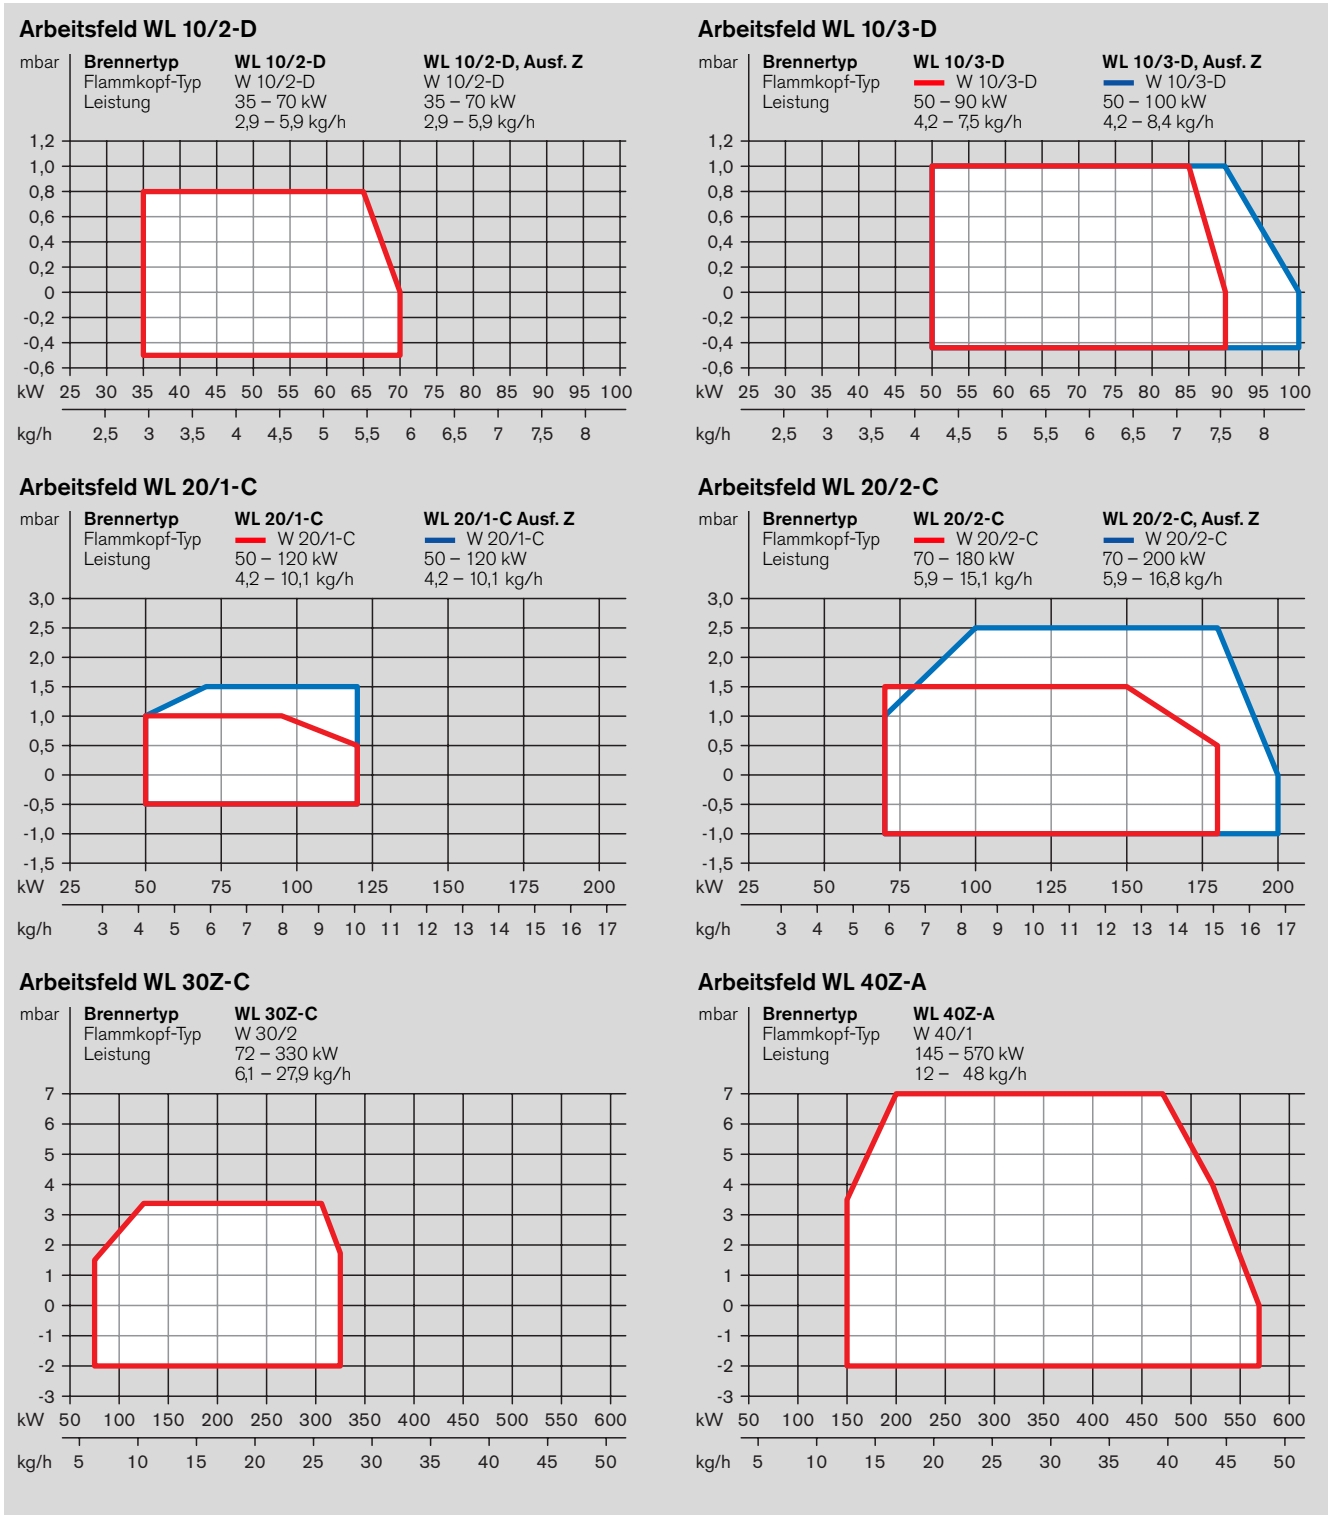 Arbeitsfeld WL 10/2-D
mbar Brennertyp WL 10/2-D WL 10/2-D, Ausf. Z
Flammkopf-Typ W 10/2-D W 10/2-D
Leistung 35 – 70 kW 35 – 70 kW
2,9 – 5,9 kg/h 2,9 – 5,9 kg/h
1,2
1,0
0,8
0,6
0,4
0,2
0
-0,2
-0,4
-0,6
kW 25 30 35 40 45 50 55 60 65 70 75 80 85 90 95 100
kg/h 2,5 3 3,5 4 4,5 5 5,5 6 6,5 7 7,5 8
Arbeitsfeld WL 10/3-D
mbar Brennertyp WL 10/3-D WL 10/3-D, Ausf. Z
Flammkopf-Typ W 10/3-D W 10/3-D
Leistung 50 – 90 kW 50 – 100 kW
4,2 – 7,5 kg/h 4,2 – 8,4 kg/h
1,2
1,0
0,8
0,6
0,4
0,2
0
-0,2
-0,4
-0,6
kW 25 30 35 40 45 50 55 60 65 70 75 80 85 90 95 100
kg/h 2,5 3 3,5 4 4,5 5 5,5 6 6,5 7 7,5 8
Arbeitsfeld WL 20/1-C
mbar Brennertyp WL 20/1-C WL 20/1-C Ausf. Z
Flammkopf-Typ W 20/1-C W 20/1-C
Leistung 50 – 120 kW 50 – 120 kW
4,2 – 10,1 kg/h 4,2 – 10,1 kg/h
3,0
2,5
2,0
1,5
1,0
0,5
0
-0,5
-1,0
-1,5
kW 25 50 75 100 125 150 175 200
kg/h 3 4 5 6 7 8 9 10 11 12 13 14 15 16 17
Arbeitsfeld WL 20/2-C
mbar Brennertyp WL 20/2-C WL 20/2-C, Ausf. Z
Flammkopf-Typ W 20/2-C W 20/2-C
Leistung 70 – 180 kW 70 – 200 kW
5,9 – 15,1 kg/h 5,9 – 16,8 kg/h
3,0
2,5
2,0
1,5
1,0
0,5
0
-0,5
-1,0
-1,5
kW 25 50 75 100 125 150 175 200
kg/h 3 4 5 6 7 8 9 10 11 12 13 14 15 16 17
Arbeitsfeld WL 30Z-C
mbar Brennertyp WL 30Z-C
Flammkopf-Typ W 30/2
Leistung 72 – 330 kW
6,1 – 27,9 kg/h
7
6
5
4
3
2
1
0
-1
-2
-3
kW 50 100 150 200 250 300 350 400 450 500 550 600
kg/h 5 10 15 20 25 30 35 40 45 50
Arbeitsfeld WL 40Z-A
mbar Brennertyp WL 40Z-A
Flammkopf-Typ W 40/1
Leistung 145 – 570 kW
12 – 48 kg/h
7
6
5
4
3
2
1
0
-1
-2
-3
kW 50 100 150 200 250 300 350 400 450 500 550 600
kg/h 5 10 15 20 25 30 35 40 45 50